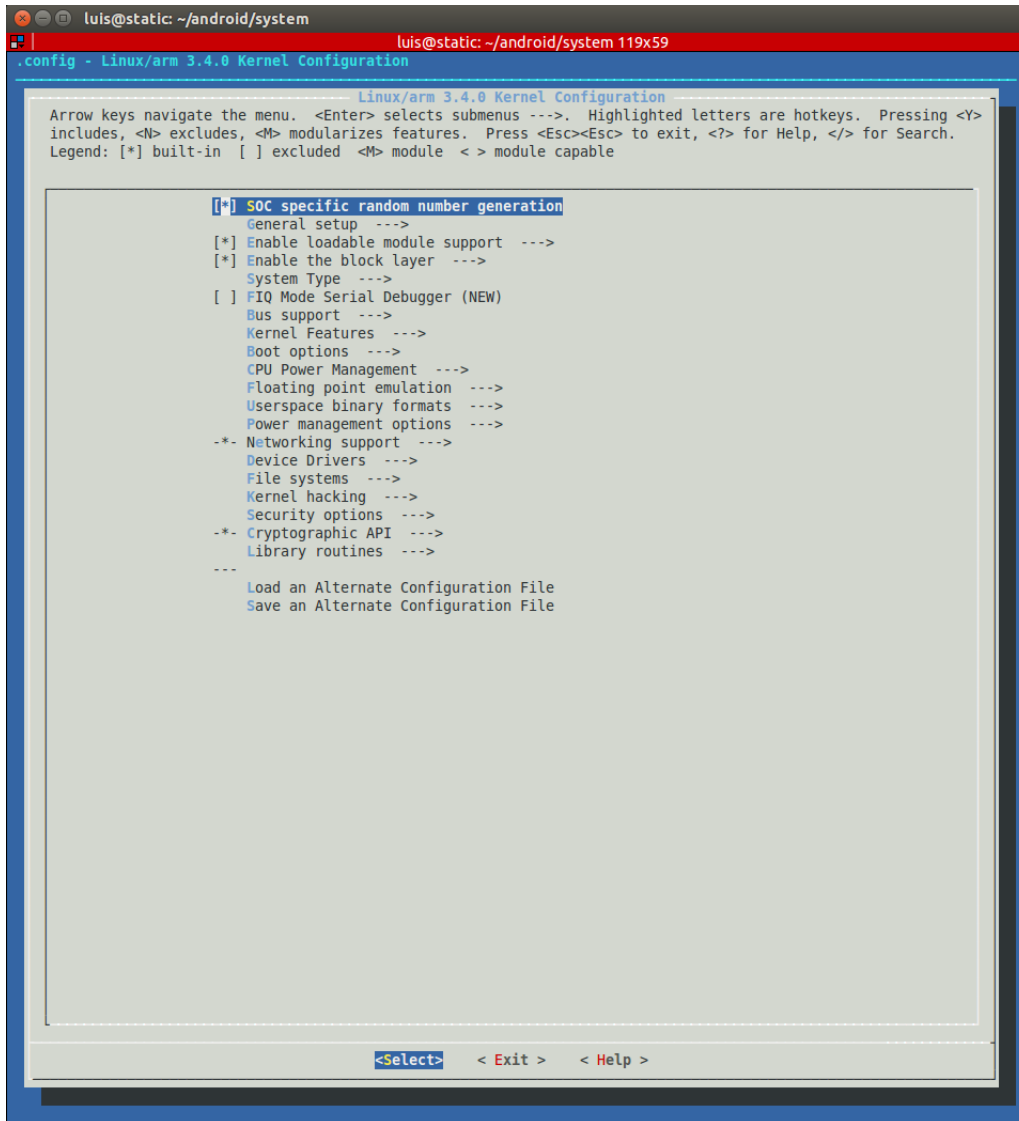 luis@static: ~/android/system
luis@static: ~/android/system 119x59
.config - Linux/arm 3.4.0 Kernel Configuration
Linux/arm 3.4.0 Kernel Configuration
Arrow keys navigate the menu.  <Enter> selects submenus --->.  Highlighted letters are hotkeys.  Pressing <Y>
includes, <N> excludes, <M> modularizes features.  Press <Esc><Esc> to exit, <?> for Help, </> for Search.
Legend: [*] built-in  [ ] excluded  <M> module  < > module capable
[*] SOC specific random number generation
General setup  --->
[*] Enable loadable module support  --->
[*] Enable the block layer  --->
System Type  --->
[ ] FIQ Mode Serial Debugger (NEW)
Bus support  --->
Kernel Features  --->
Boot options  --->
CPU Power Management  --->
Floating point emulation  --->
Userspace binary formats  --->
Power management options  --->
-*- Networking support  --->
Device Drivers  --->
File systems  --->
Kernel hacking  --->
Security options  --->
-*- Cryptographic API  --->
Library routines  --->
---
Load an Alternate Configuration File
Save an Alternate Configuration File
<Select>    < Exit >    < Help >